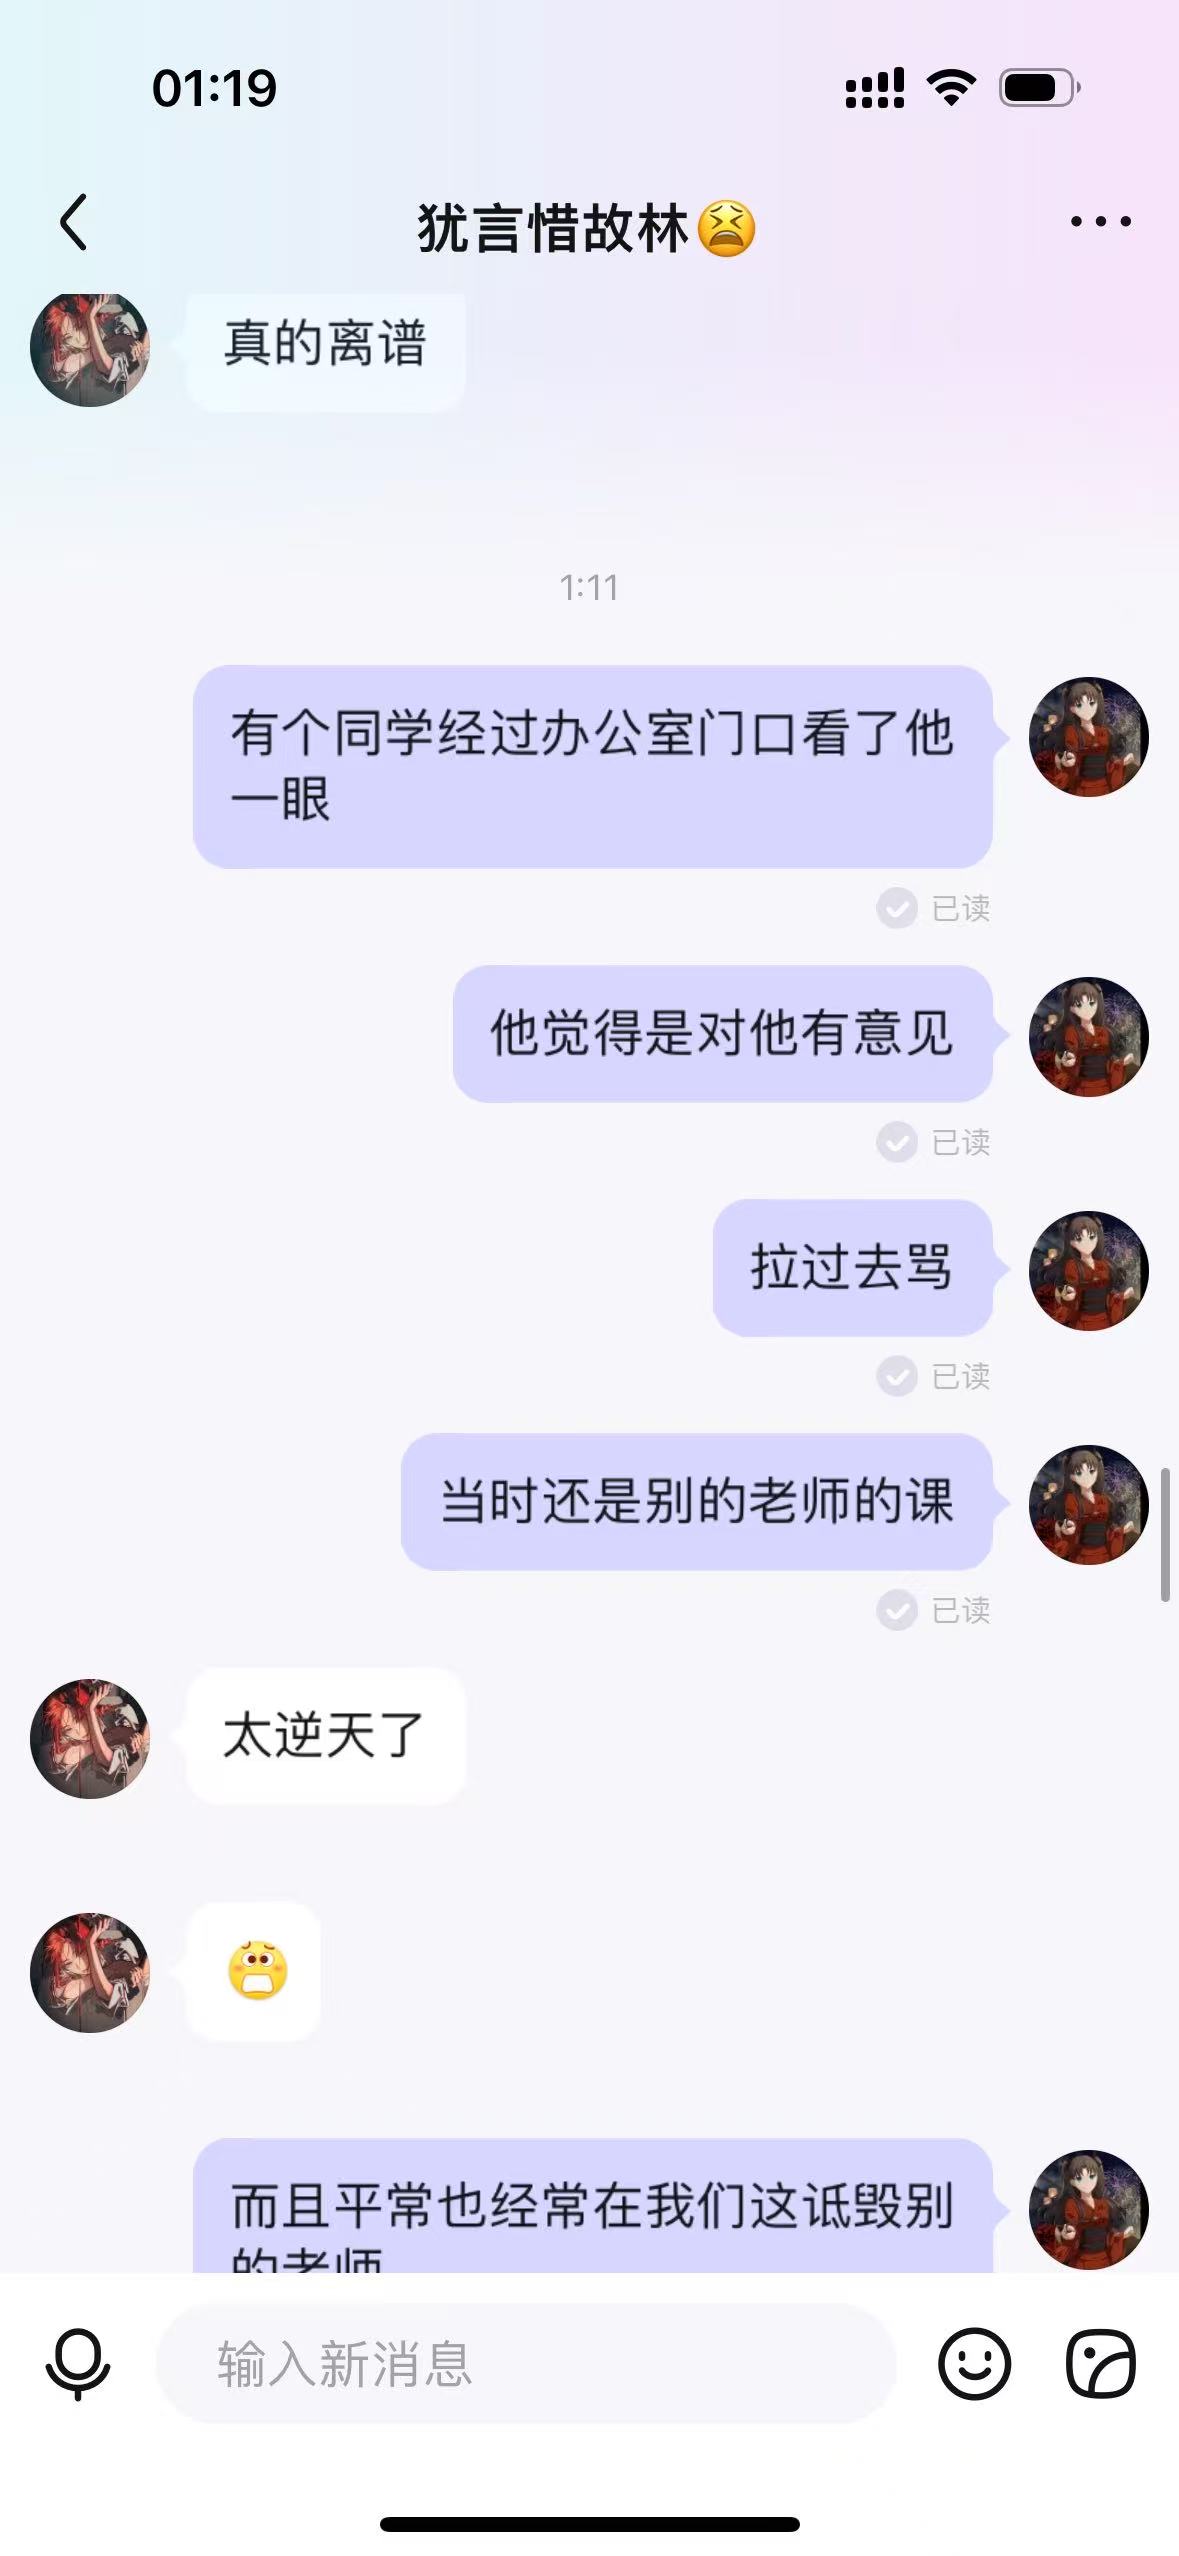 01:19
犹言惜故林😫
真的离谱
1:11
有个同学经过办公室门口看了他
一眼
已读
他觉得是对他有意见
已读
拉过去骂
已读
当时还是别的老师的课
已读
太逆天了
而且平常也经常在我们这诋毁别
的老师
输入新消息